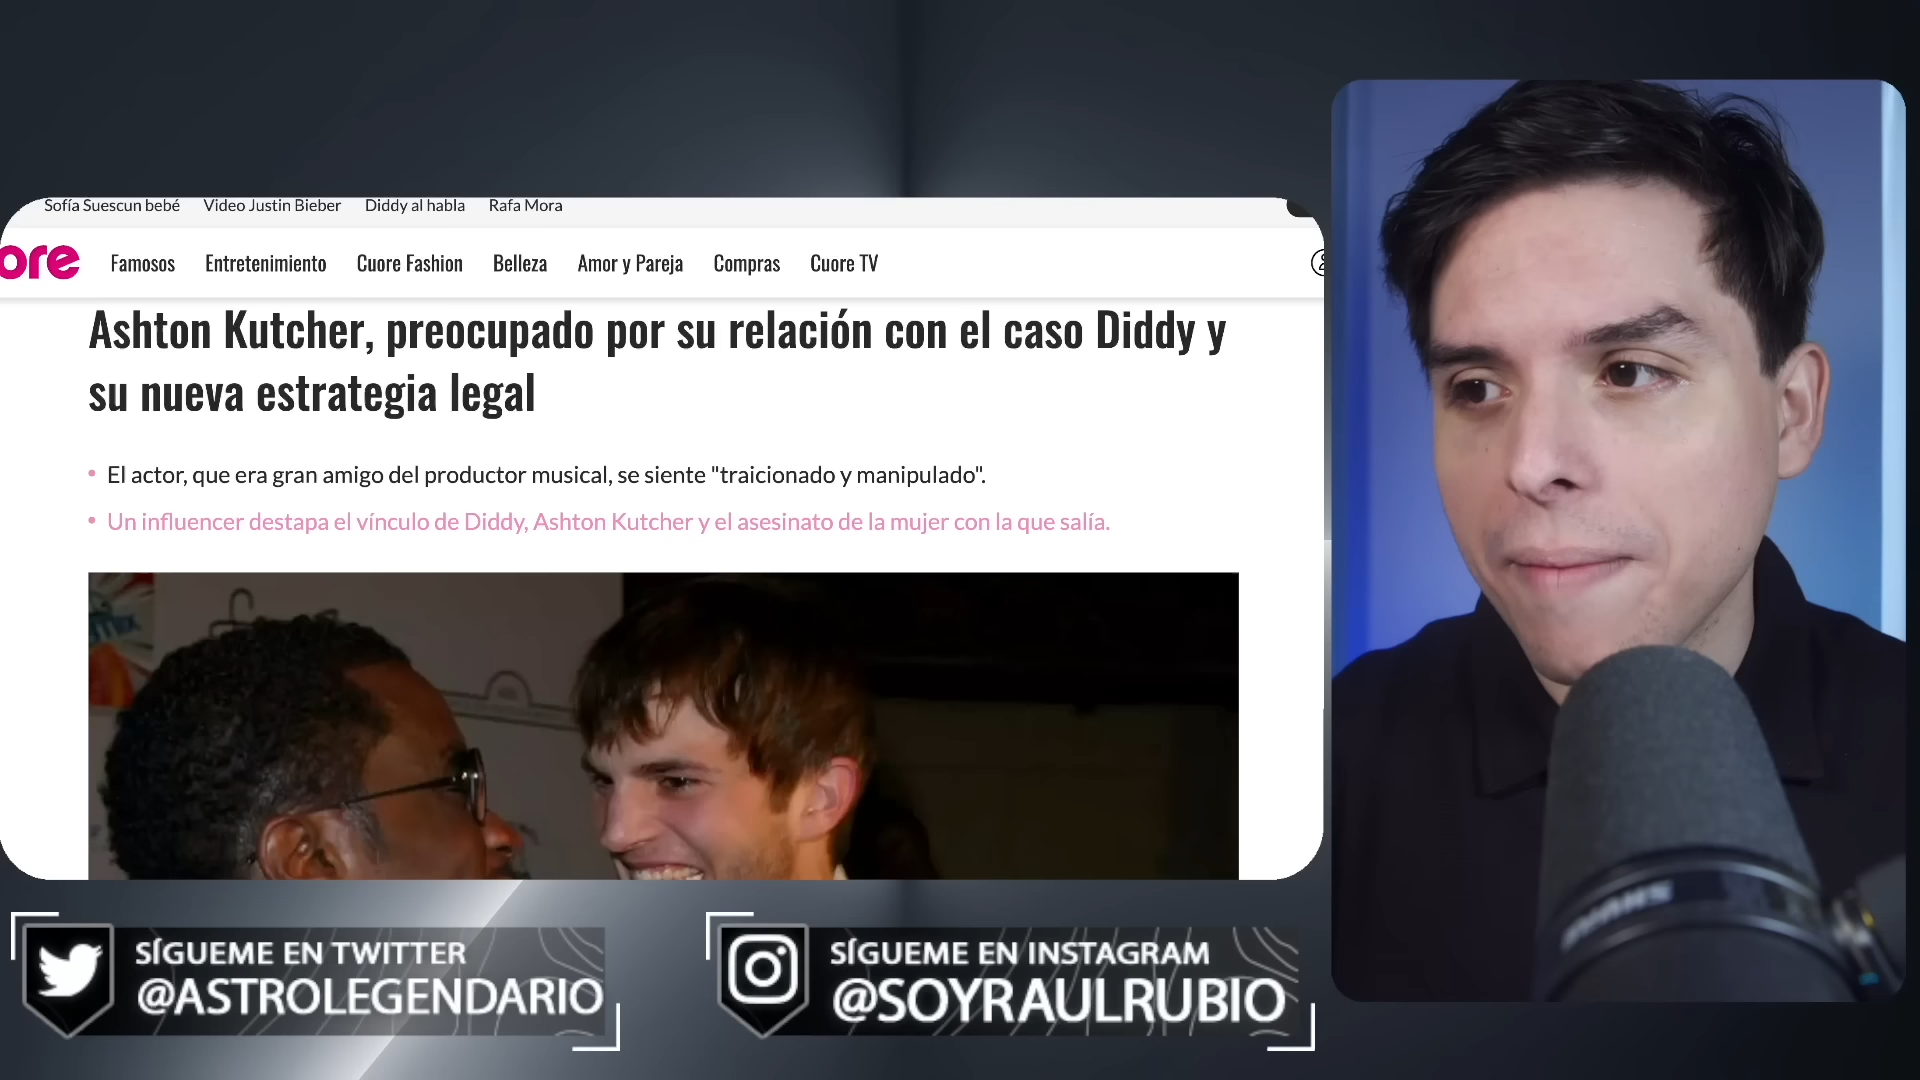 Sofía Suescun bebé Video Justin Bieber Diddy al habla Rafa Mora
ore Famosos Entretenimiento Cuore Fashion Belleza Amor y Pareja Compras Cuore TV
Ashton Kutcher, preocupado por su relación con el caso Diddy y
su nueva estrategia legal
• El actor, que era gran amigo del productor musical, se siente "traicionado y manipulado".
• Un influencer destapa el vínculo de Diddy, Ashton Kutcher y el asesinato de la mujer con la que salía.
SÍGUEME EN TWITTER
@ASTROLEGENDARIO
SÍGUEME EN INSTAGRAM
@SOYRAULRUBIO